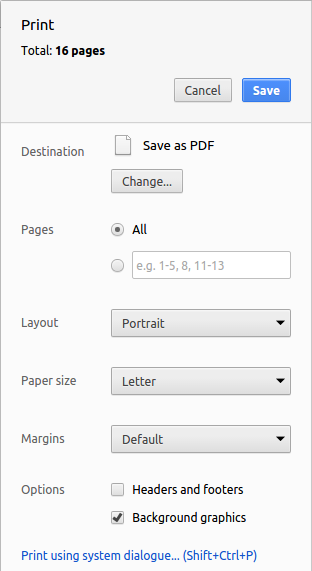 Print
Total: 16 pages
Cancel Save
Destination Save as PDF
Change...
Pages All
e.g. 1-5, 8, 11-13
Layout Portrait
Paper size Letter
Margins Default
Options Headers and footers
Background graphics
Print using system dialogue... (Shift+Ctrl+P)